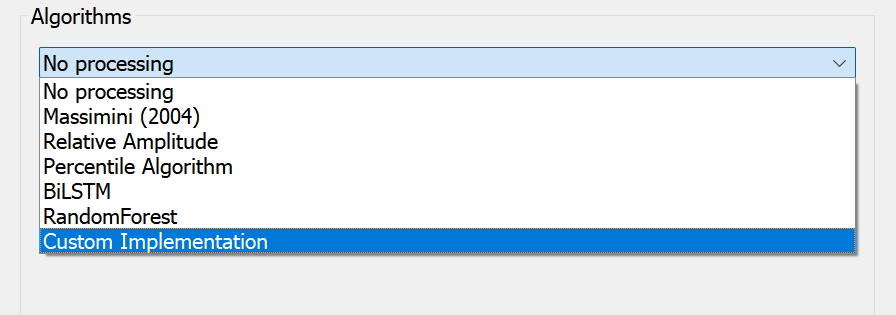 Algorithms
No processing
No processing
Massimini (2004)
Relative Amplitude
Percentile Algorithm
BiLSTM
RandomForest
Custom Implementation